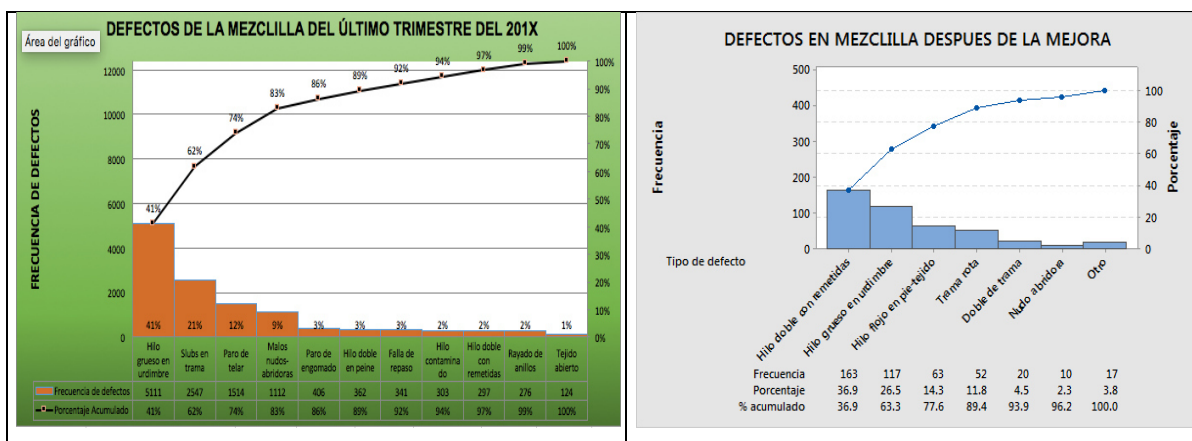 DEFECTOS DE LA MEZCLILLA DEL ÚLTIMO TRIMESTRE DEL 201X
Área del gráfico
FRECUENCIA DE DEFECTOS
12000
10000
8000
6000
4000
2000
0
100%
90%
80%
70%
60%
50%
40%
30%
20%
10%
0%
41% 62% 74% 83% 86% 89% 92% 94% 97% 99% 100%
41% 21% 12% 9% 3% 3% 3% 2% 2% 2% 1%
Hilo grueso en urdimbre
Slubs en trama
Paro de telar
Malos nudos-abridoras
Paro de engomado
Hilo doble en peine
Falla de repaso
Hilo contaminado
Hilo doble con remetidas
Rayado de anillos
Tejido abierto
Frecuencia de defectos 5111 2547 1514 1112 406 362 341 303 297 276 124
Porcentaje Acumulado 41% 62% 74% 83% 86% 89% 92% 94% 97% 99% 100%
DEFECTOS EN MEZCLILLA DESPUES DE LA MEJORA
Frecuencia
500
400
300
200
100
0
Porcentaje
100
80
60
40
20
0
Tipo de defecto
Hilo doble con remetidas
Hilo grueso en urdimbre
Hilo flojo en pie-tejido
Trama rota
Doble de trama
Nudo abridora
Otro
Frecuencia 163 117 63 52 20 10 17
Porcentaje 36.9 26.5 14.3 11.8 4.5 2.3 3.8
% acumulado 36.9 63.3 77.6 89.4 93.9 96.2 100.0